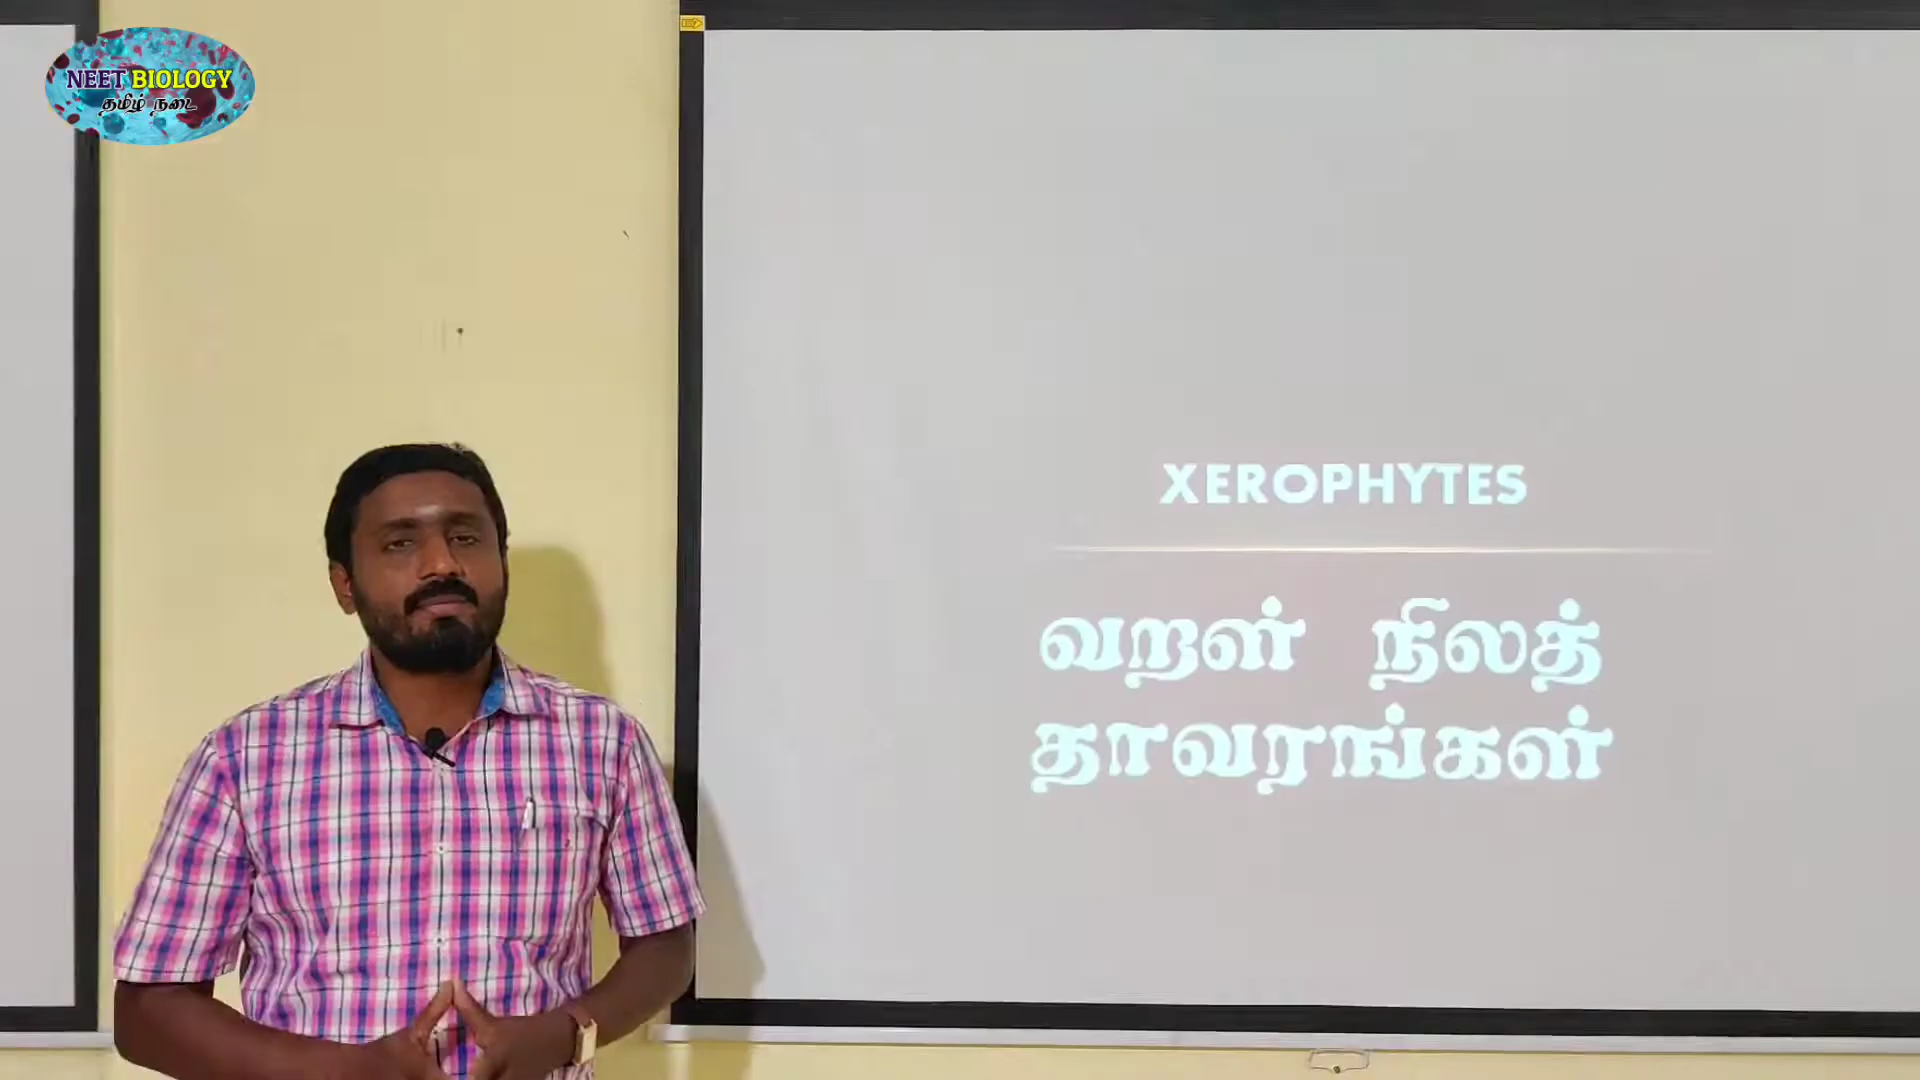 NEET BIOLOGY
தமிழ் நடை
XEROPHYTES
வறள் நிலத்
தாவரங்கள்